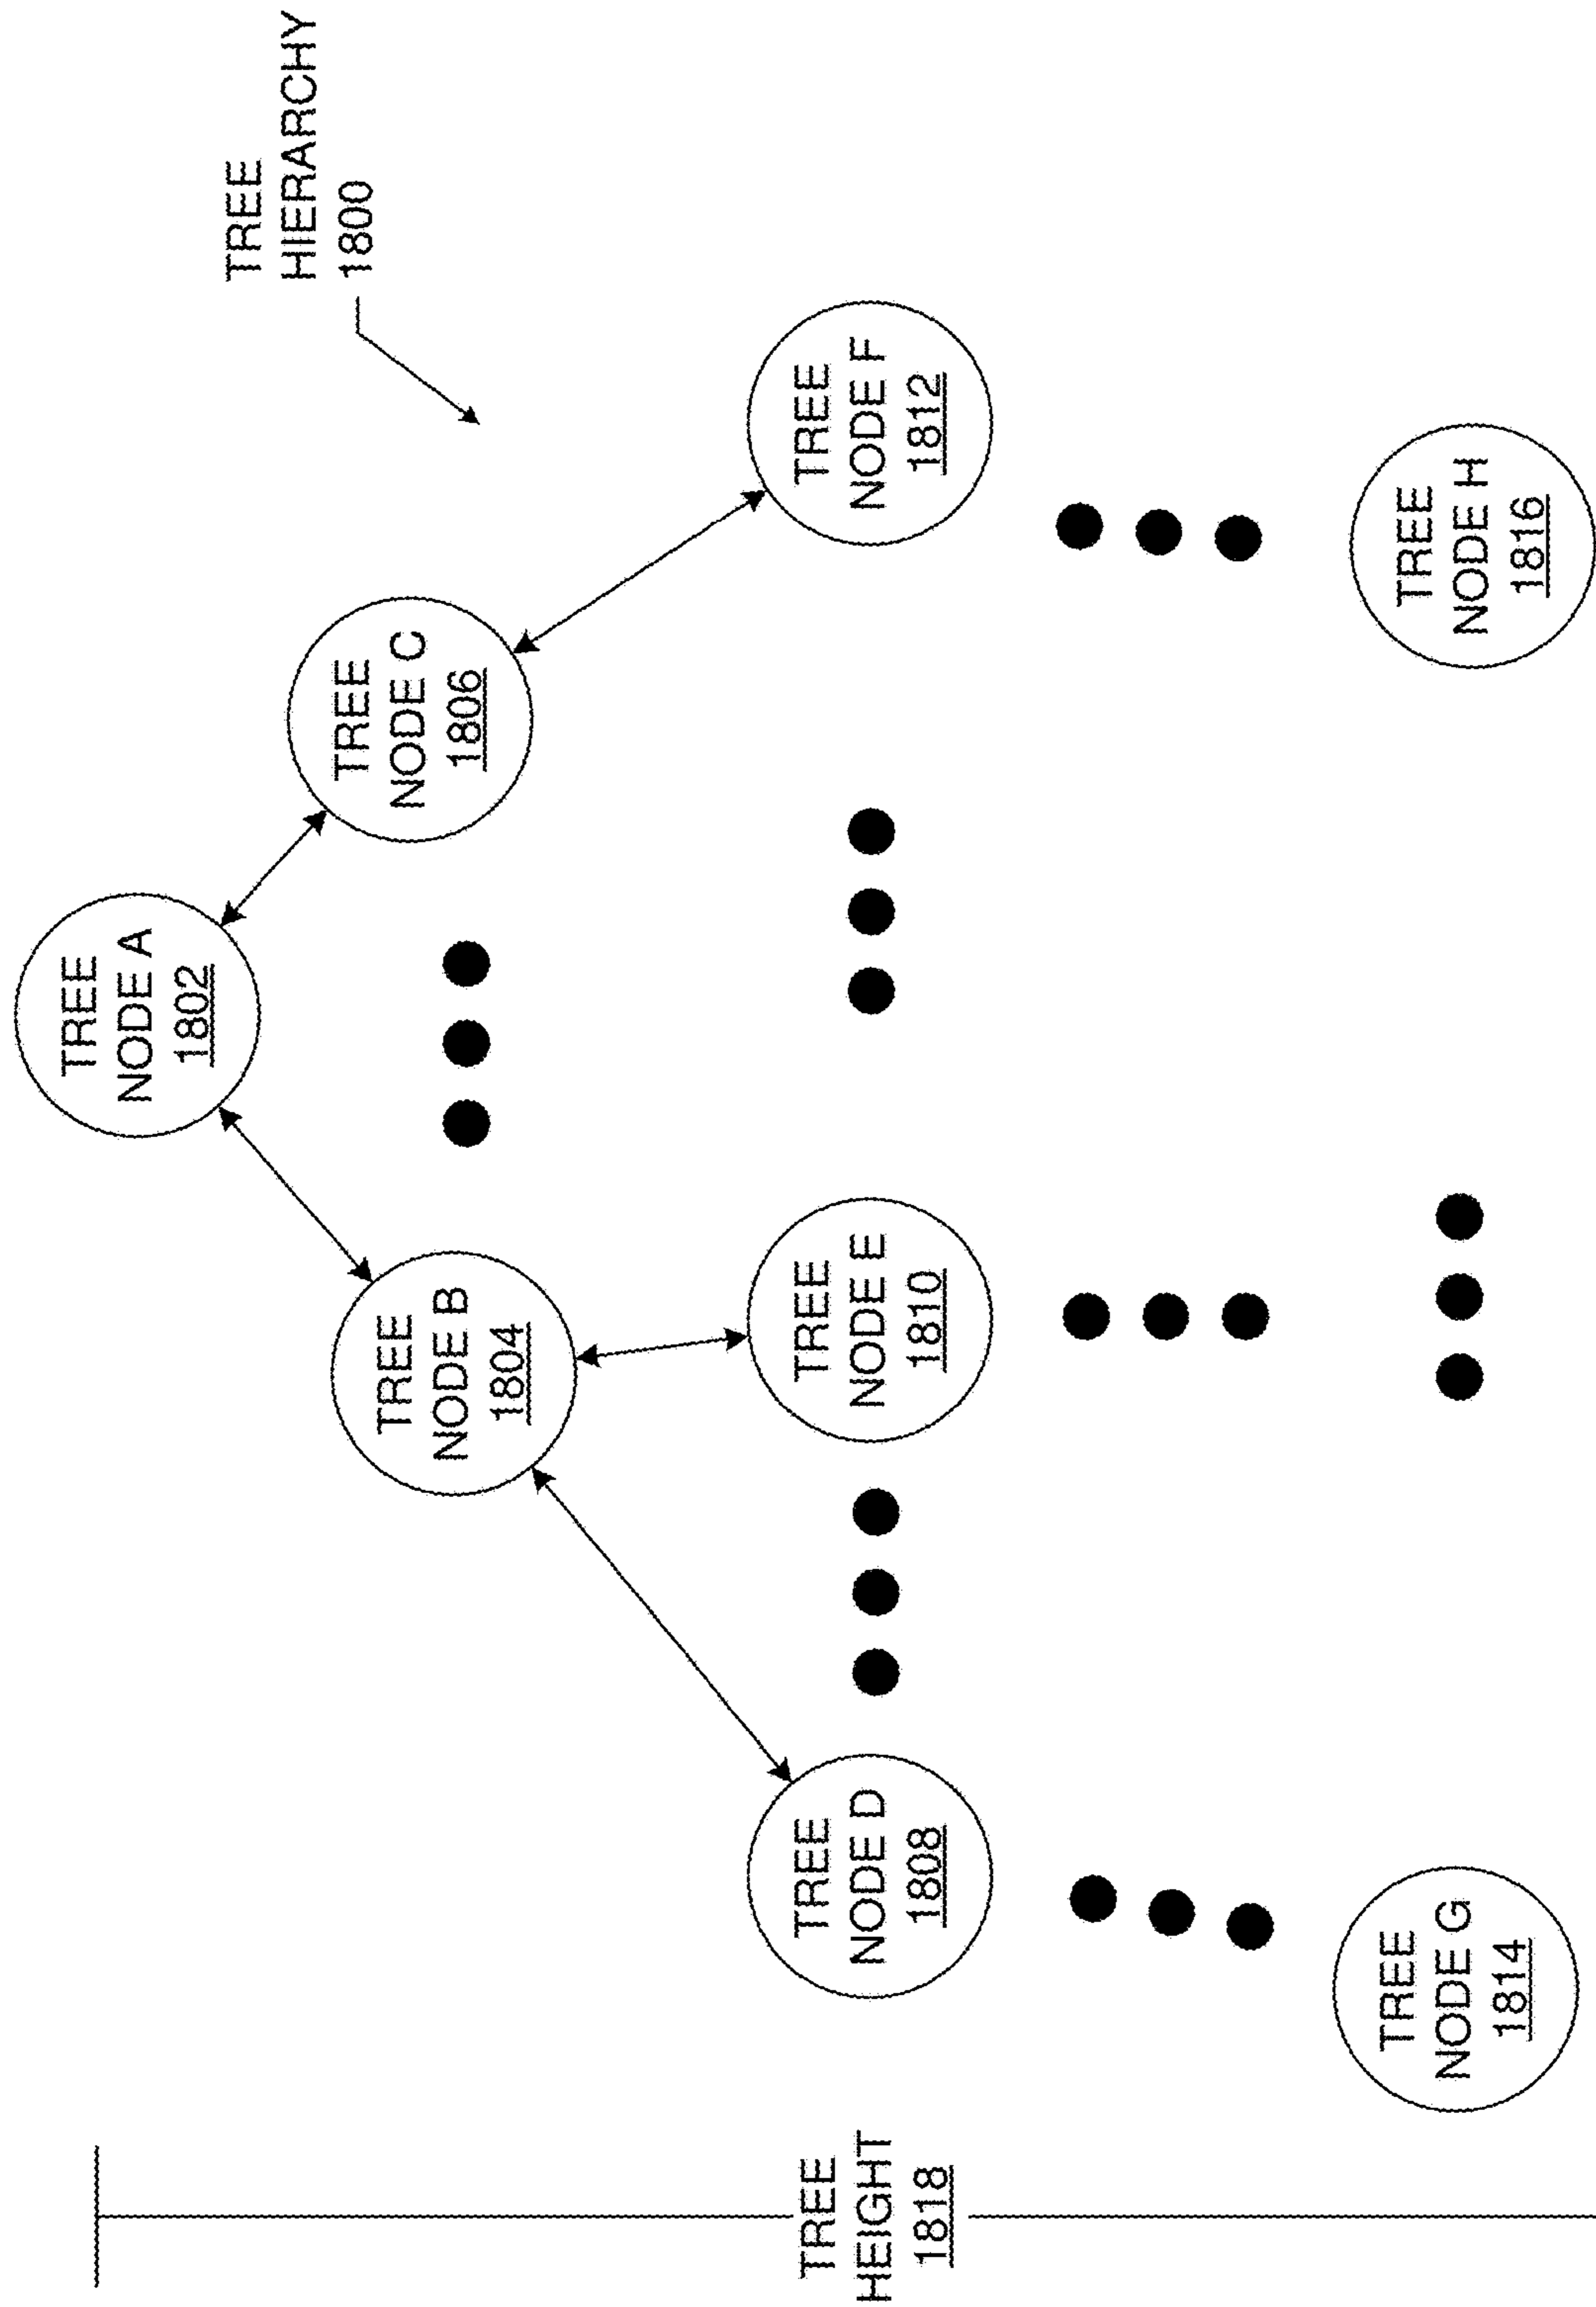 TREE
HIERARCHY
1800
TREE
NODE A
1802
TREE
NODE B
1804
TREE
NODE C
1806
TREE
NODE D
1808
TREE
NODE E
1810
TREE
NODE F
1812
TREE
NODE G
1814
TREE
NODE H
1816
TREE
HEIGHT
1818